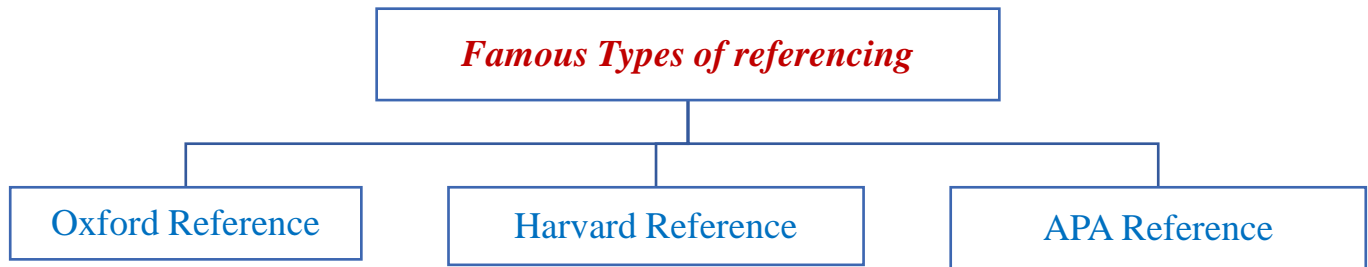 Famous Types of referencing
Oxford Reference
Harvard Reference
APA Reference